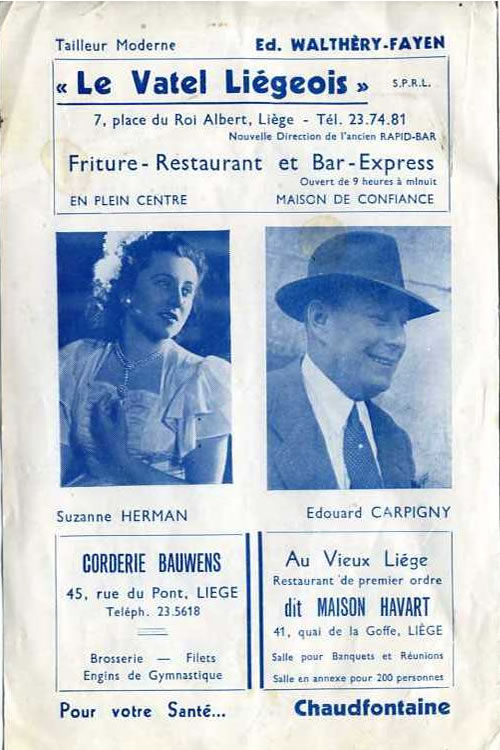 Tailleur Moderne Ed. WALTHÈRY-FAYEN
« Le Vatel Liégeois » S.P.R.L.
7, place du Roi Albert, Liège - Tél. 23.74.81
Nouvelle Direction de l'ancien RAPID-BAR
Friture - Restaurant et Bar - Express
Ouvert de 9 heures à minuit
EN PLEIN CENTRE MAISON DE CONFIANCE
Suzanne HERMAN Edouard CARPIGNY
CORDERIE BAUWENS
45, rue du Pont, LIEGE
Teléph. 23.5618
Brosserie — Filets
Engins de Gymnastique
Au Vieux Liége
Restaurant de premier ordre
dit MAISON HAVART
41, quai de la Goffe, LIÈGE
Salle pour Banquets et Réunions
Salle en annexe pour 200 personnes
Pour votre Santé... Chaudfontaine